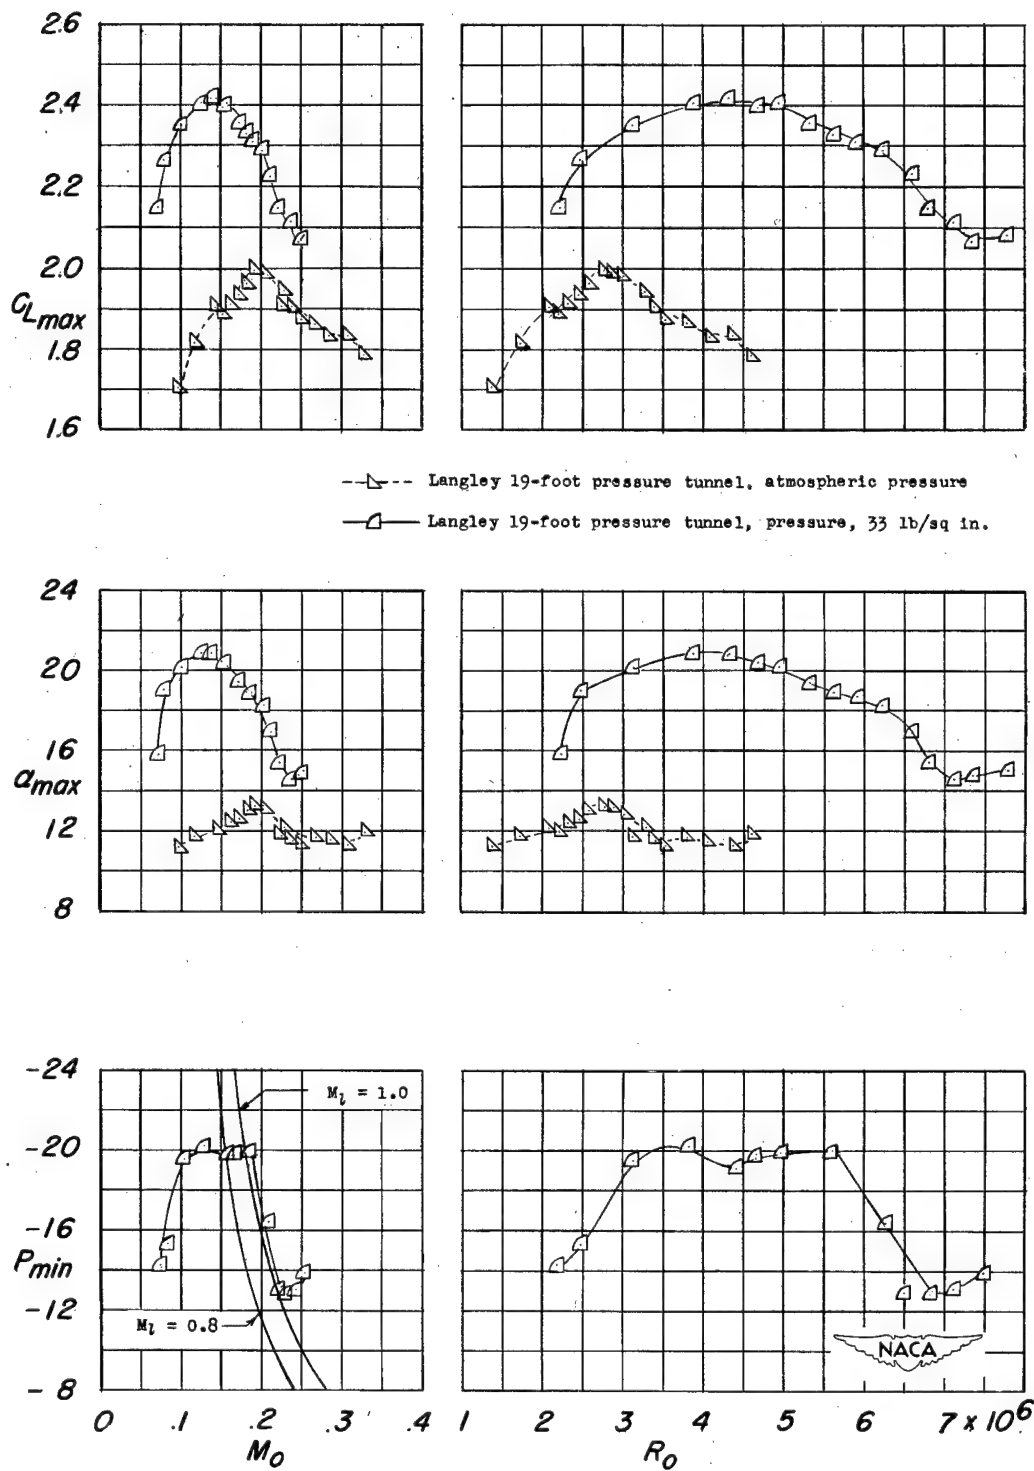 2.6
2.4
2.2
2.0
C_Lmax
1.8
1.6
Langley 19-foot pressure tunnel, atmospheric pressure
Langley 19-foot pressure tunnel, pressure, 33 lb/sq in.
24
20
16
α_max
12
8
-24
M_l = 1.0
-20
-16
P_min
-12
M_l = 0.8
NACA
-8
0 .1 .2 .3 .4
M_o
1 2 3 4 5 6 7 × 10^6
R_o